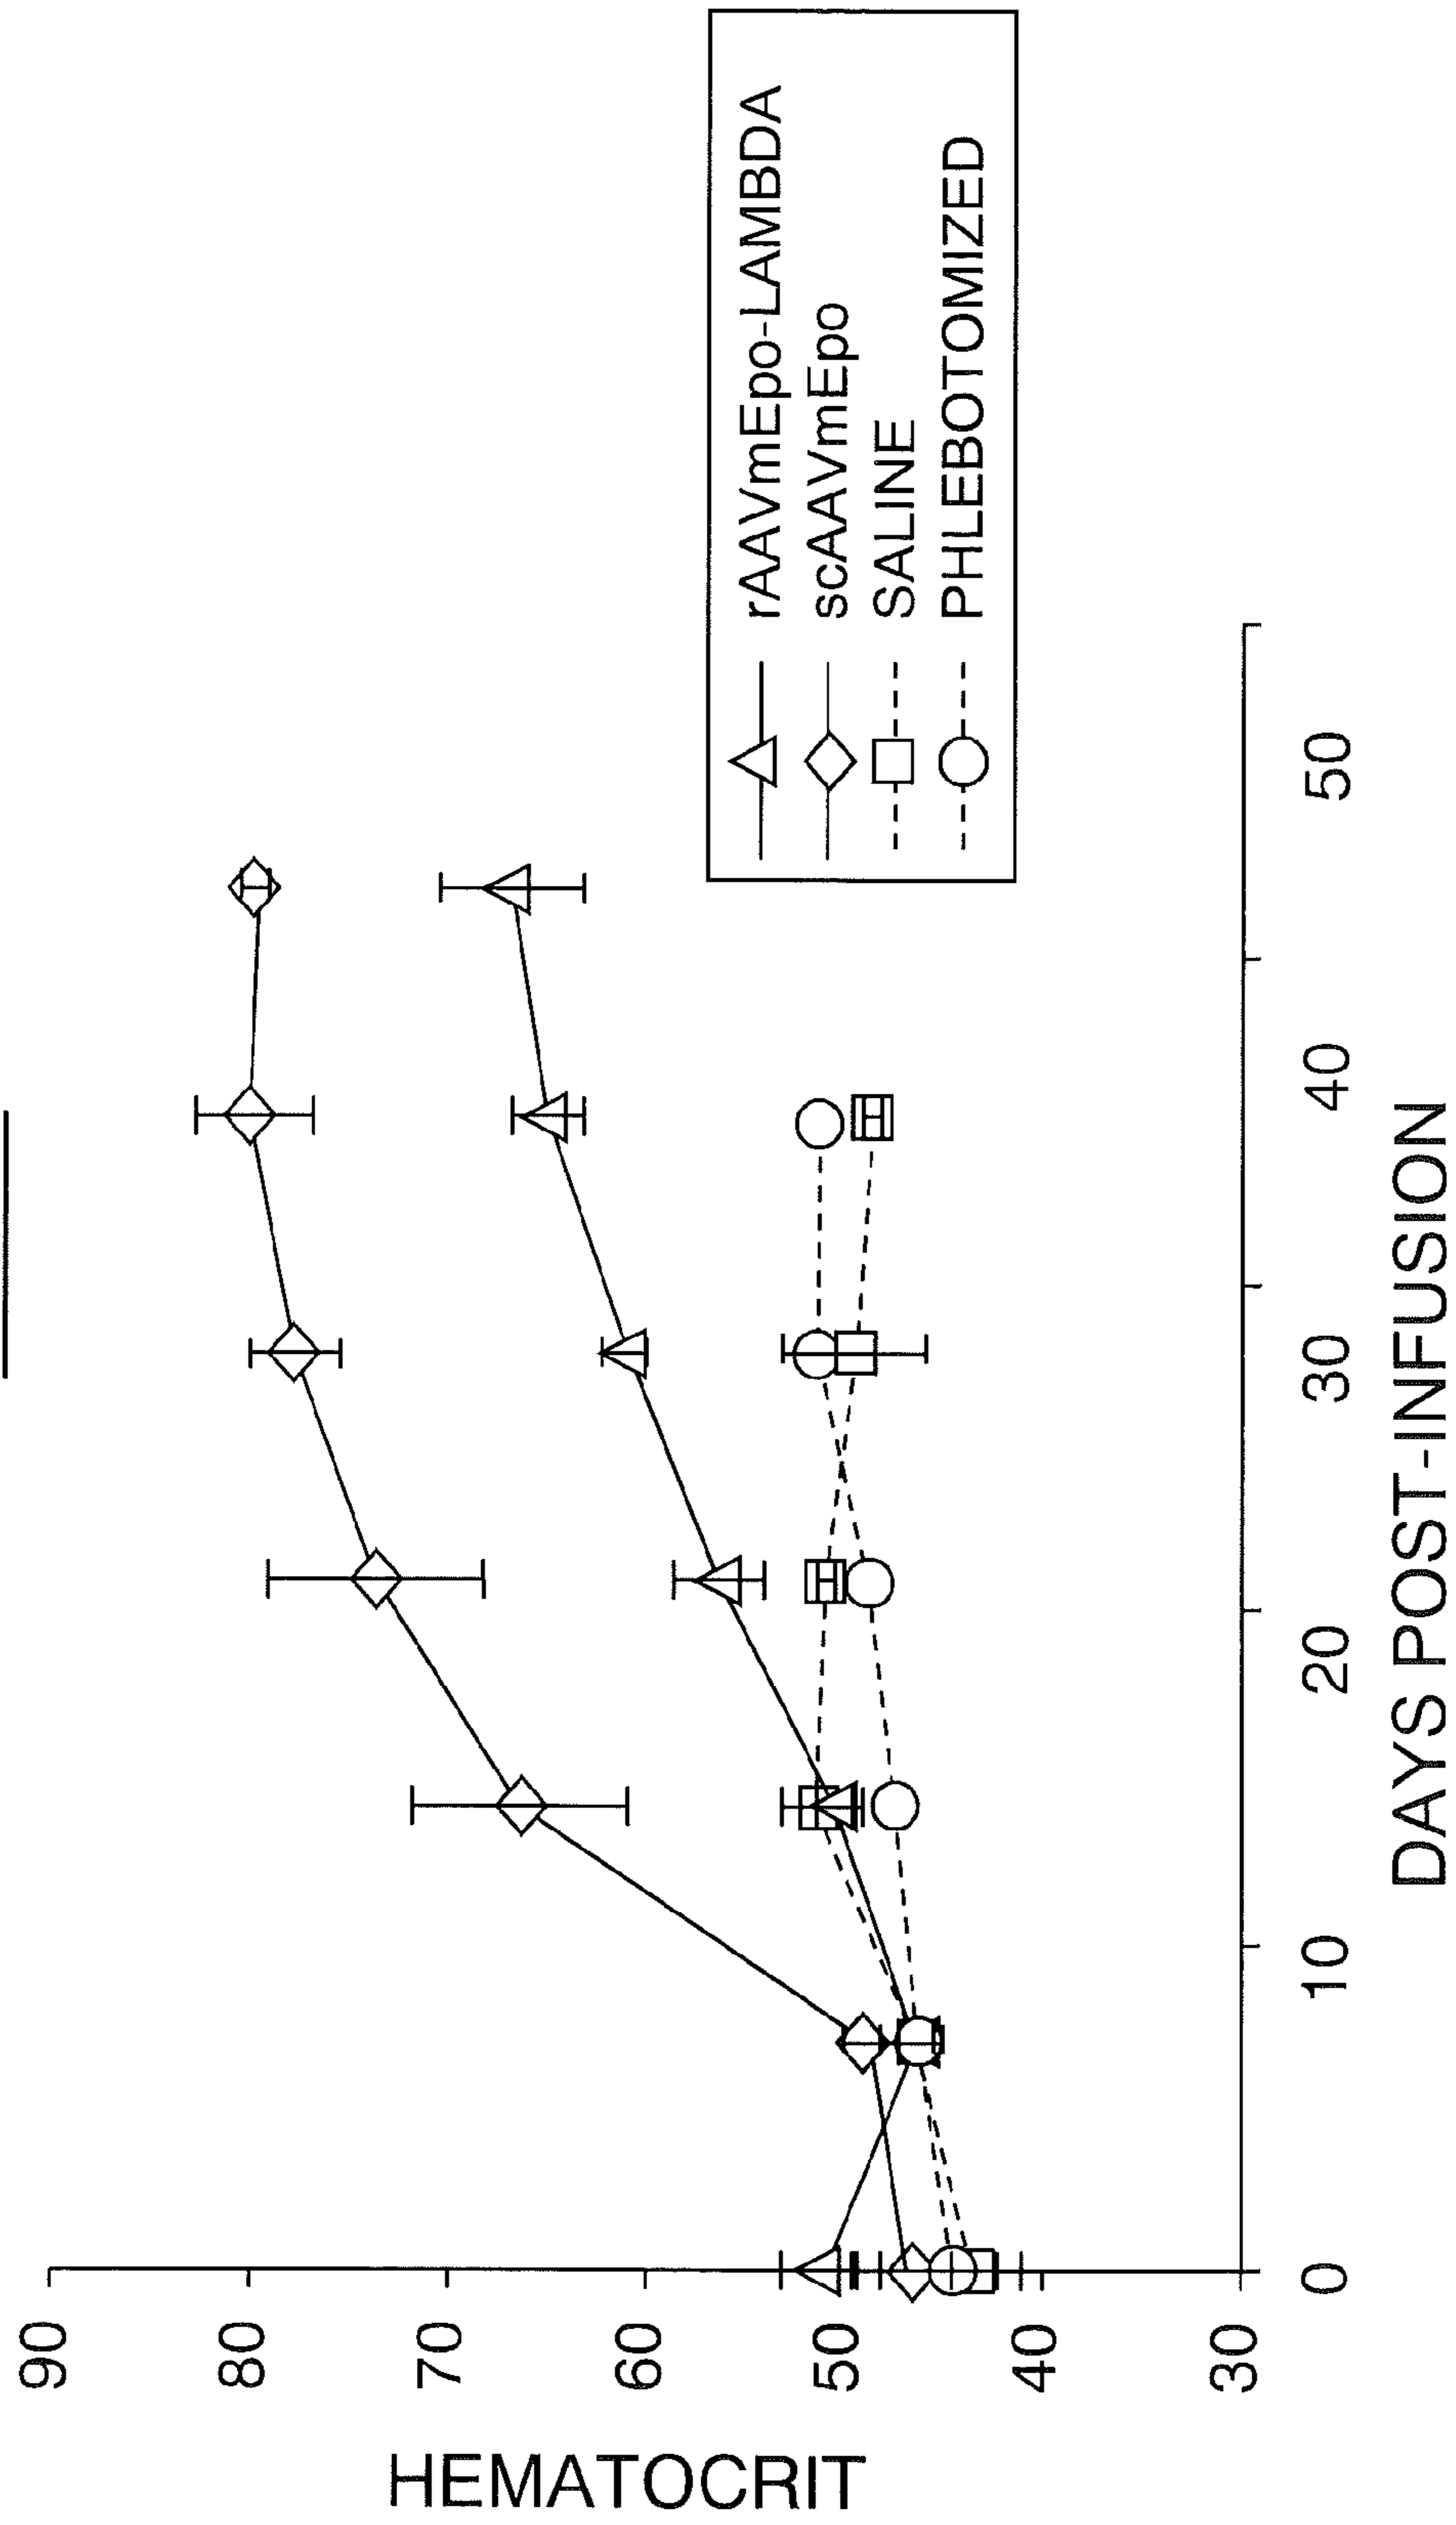 HEMATOCRIT
90
80
70
60
50
40
30
0
10
20
30
40
50
DAYS POST-INFUSION
rAAVmEpo-LAMBDA
scAAVmEpo
SALINE
PHLEBOTOMIZED